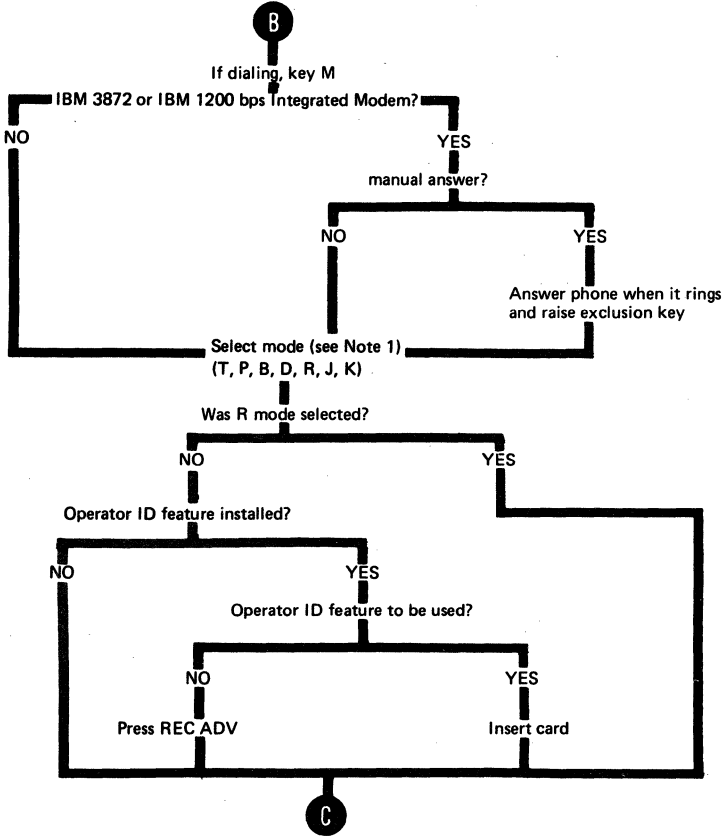 B
If dialing, key M
IBM 3872 or IBM 1200 bps Integrated Modem?
NO
YES
manual answer?
NO
YES
Answer phone when it rings
and raise exclusion key
Select mode (see Note 1)
(T, P, B, D, R, J, K)
Was R mode selected?
NO
YES
Operator ID feature installed?
NO
YES
Operator ID feature to be used?
NO
YES
Press REC ADV
Insert card
C